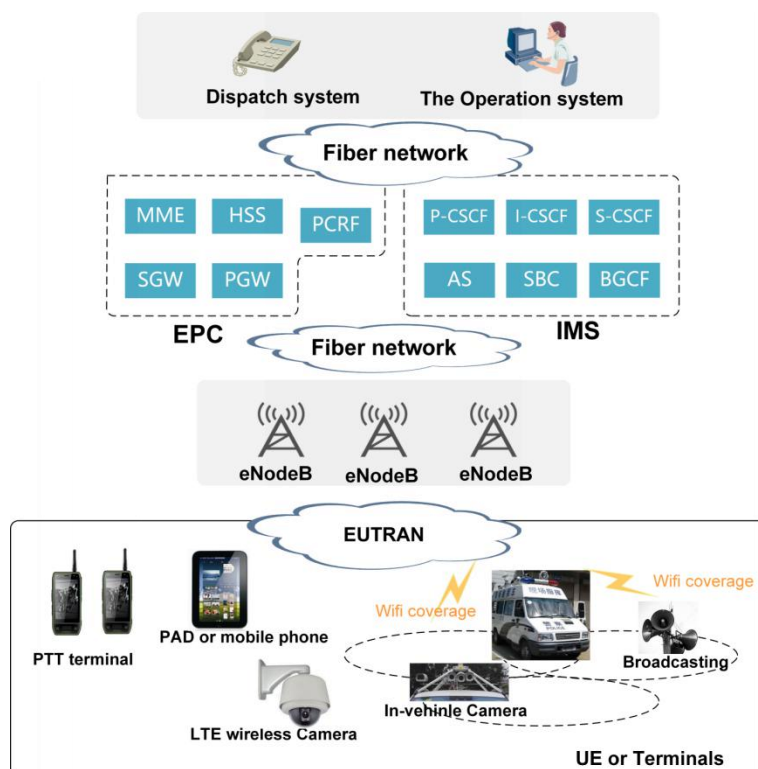 Dispatch system
The Operation system
Fiber network
MME
HSS
PCRF
P-CSCF
I-CSCF
S-CSCF
SGW
PGW
AS
SBC
BGCF
EPC
IMS
Fiber network
eNodeB
eNodeB
eNodeB
EUTRAN
Wifi coverage
Wifi coverage
PTT terminal
PAD or mobile phone
Broadcasting
In-vehinle Camera
LTE wireless Camera
UE or Terminals